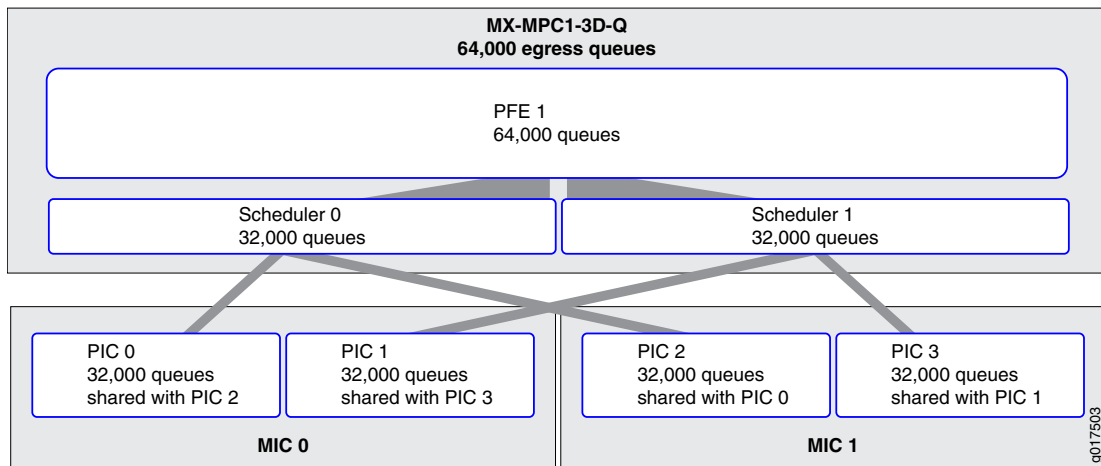 MX-MPC1-3D-Q
64,000 egress queues
PFE 1
64,000 queues
Scheduler 0
32,000 queues
Scheduler 1
32,000 queues
PIC 0
32,000 queues
shared with PIC 2
PIC 1
32,000 queues
shared with PIC 3
PIC 2
32,000 queues
shared with PIC 0
PIC 3
32,000 queues
shared with PIC 1
MIC 0
MIC 1
g017503